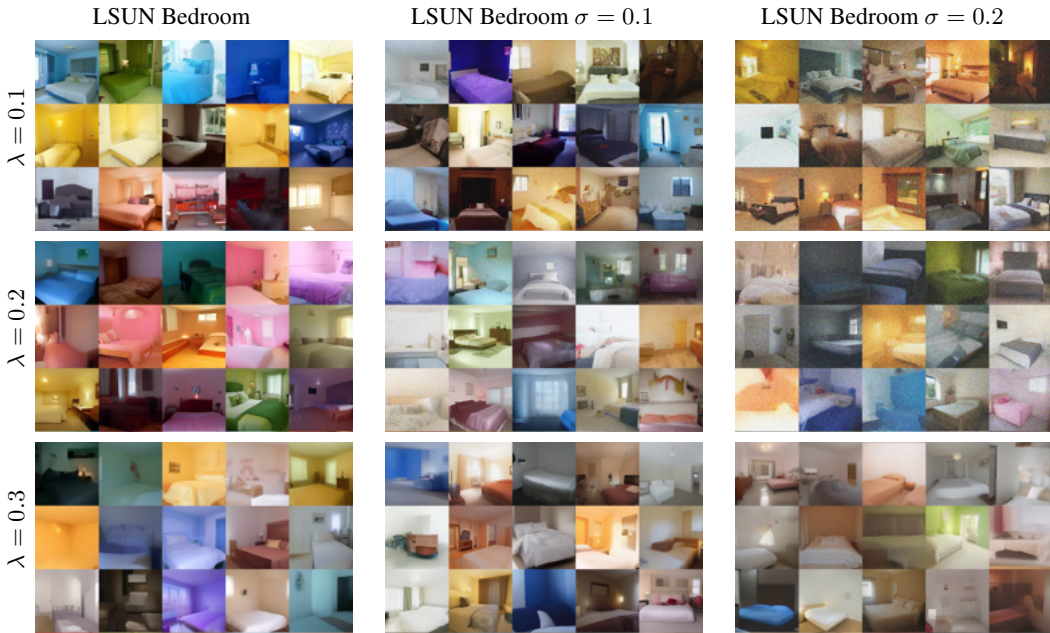 LSUN Bedroom
LSUN Bedroom σ = 0.1
LSUN Bedroom σ = 0.2
λ = 0.1
λ = 0.2
λ = 0.3